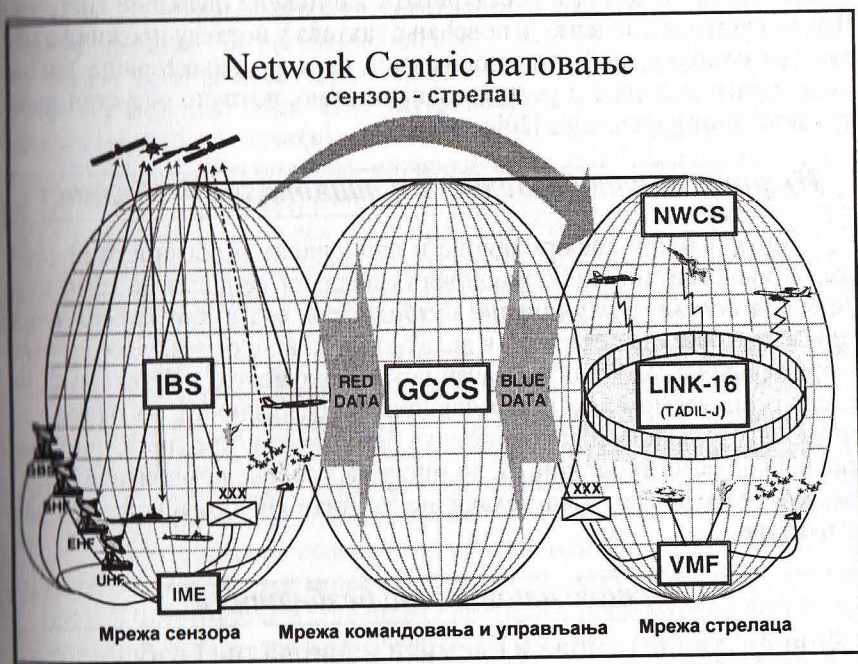 Network Centric ратовање
сензор - стрелац
NWCS
IBS
RED DATA
GCCS
BLUE DATA
LINK-16
(TADIL-J)
GBS
SHF
EHF
UHF
XXX
XXX
IME
VMF
Мрежа сензора
Мрежа командовања и управљања
Мрежа стрелаца